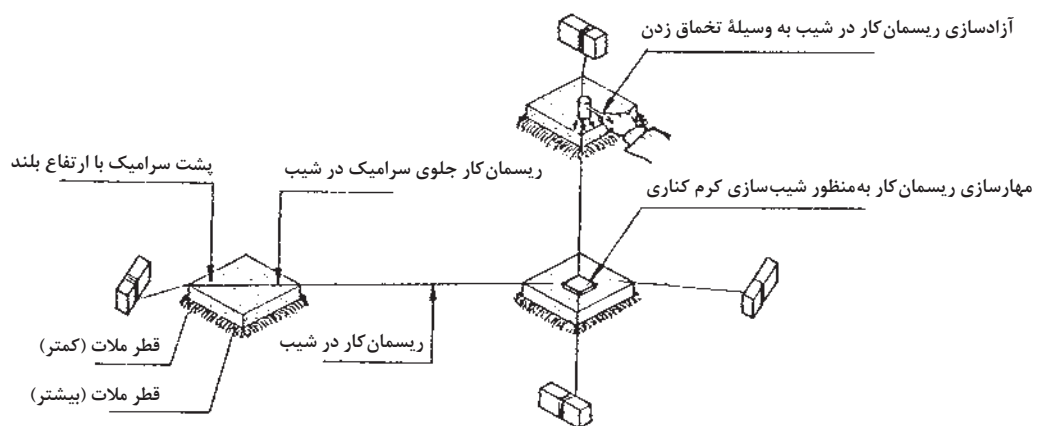 آزادسازی ریسمان‌کار در شیب به وسیلهٔ تخماق زدن
پشت سرامیک با ارتفاع بلند
ریسمان‌کار جلوی سرامیک در شیب
مهارسازی ریسمان‌کار به‌منظور شیب‌سازی کرم کناری
قطر ملات (کمتر)
ریسمان‌کار در شیب
قطر ملات (بیشتر)